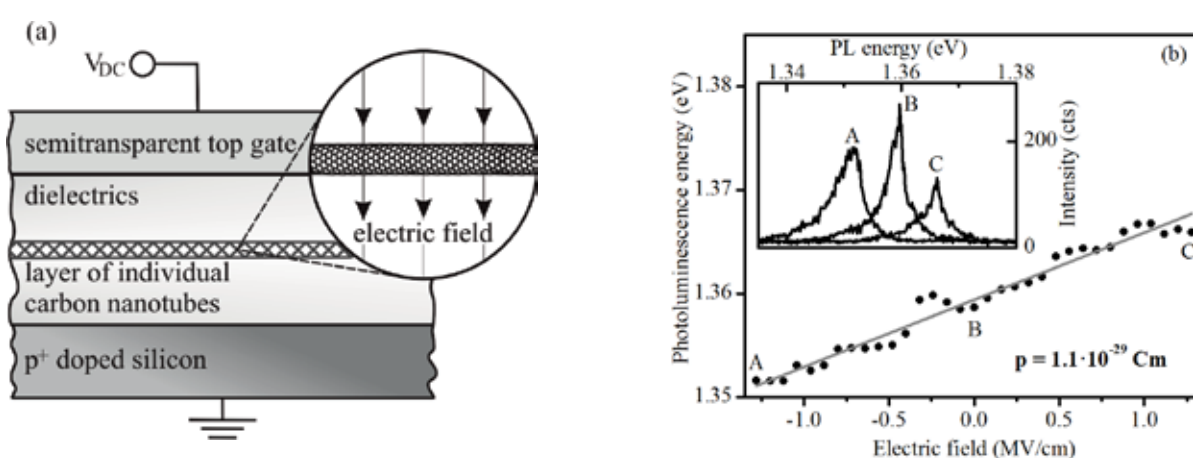 (a)
V_DC
semitransparent top gate
dielectrics
electric field
layer of individual
carbon nanotubes
p⁺ doped silicon
(b)
PL energy (eV)
1.34 1.36 1.38
A
B
C
200
0
Intensity (cts)
Photoluminescence energy (eV)
1.38
1.37
1.36
1.35
A
B
C
p = 1.1·10⁻²⁹ Cm
-1.0 -0.5 0.0 0.5 1.0
Electric field (MV/cm)